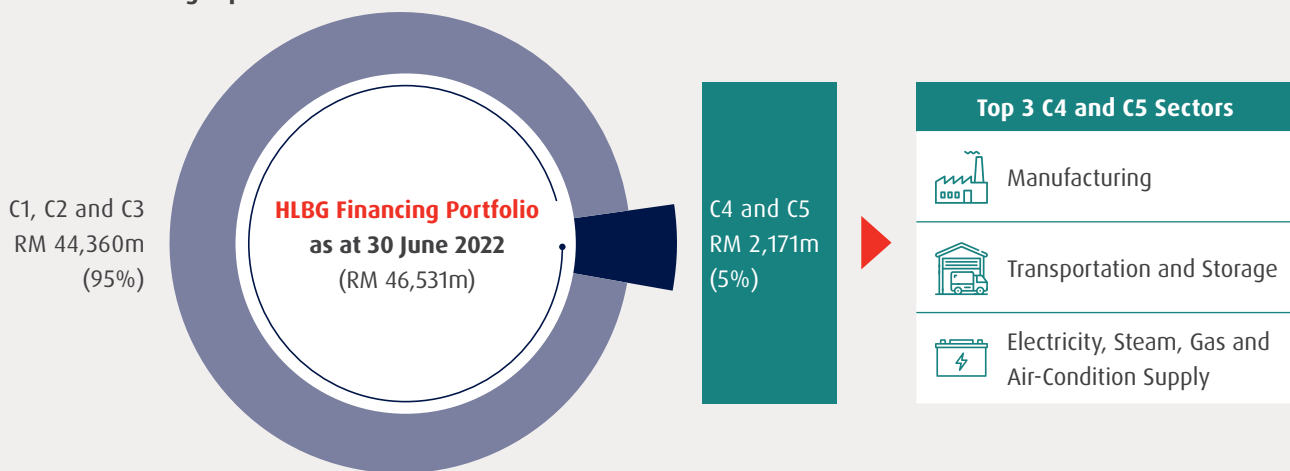 C1, C2 and C3
RM 44,360m
(95%)
HLBG Financing Portfolio
as at 30 June 2022
(RM 46,531m)
C4 and C5
RM 2,171m
(5%)
Top 3 C4 and C5 Sectors
Manufacturing
Transportation and Storage
Electricity, Steam, Gas and
Air-Condition Supply